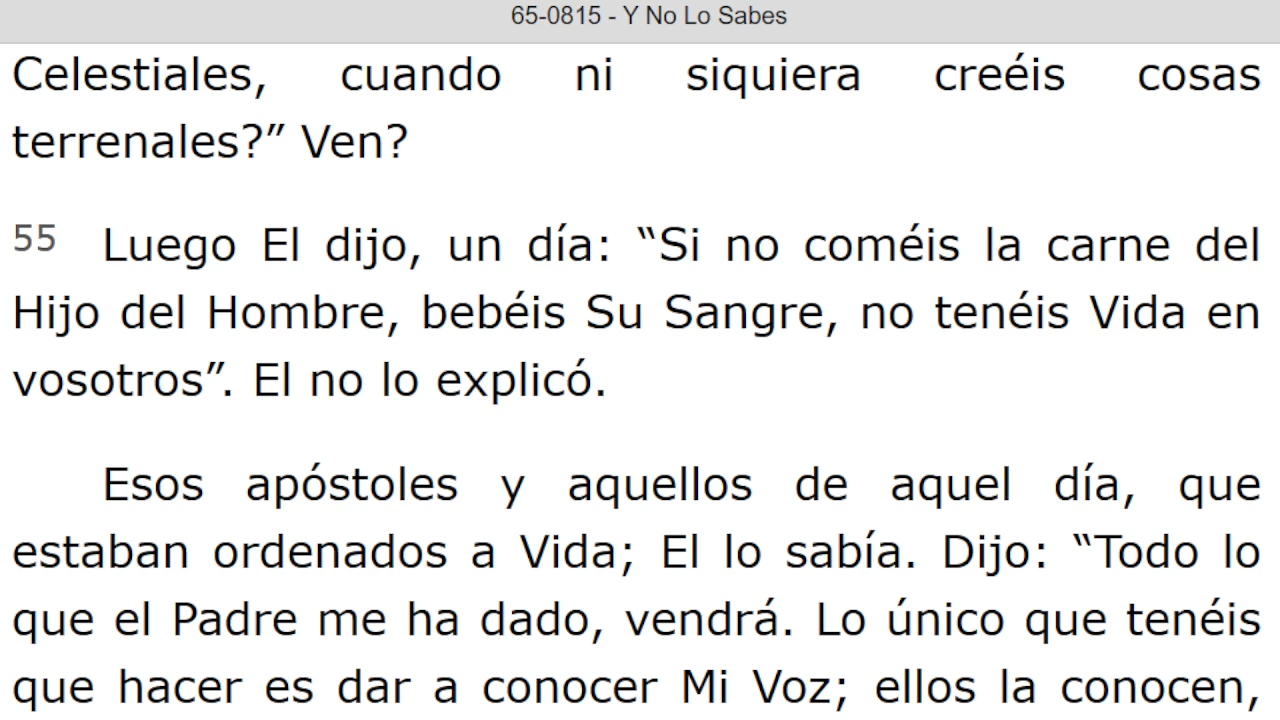 65-0815 - Y No Lo Sabes
Celestiales, cuando ni siquiera creéis cosas
terrenales?” Ven?
55 Luego El dijo, un día: “Si no coméis la carne del
Hijo del Hombre, bebéis Su Sangre, no tenéis Vida en
vosotros”. El no lo explicó.
Esos apóstoles y aquellos de aquel día, que
estaban ordenados a Vida; El lo sabía. Dijo: “Todo lo
que el Padre me ha dado, vendrá. Lo único que tenéis
que hacer es dar a conocer Mi Voz; ellos la conocen,